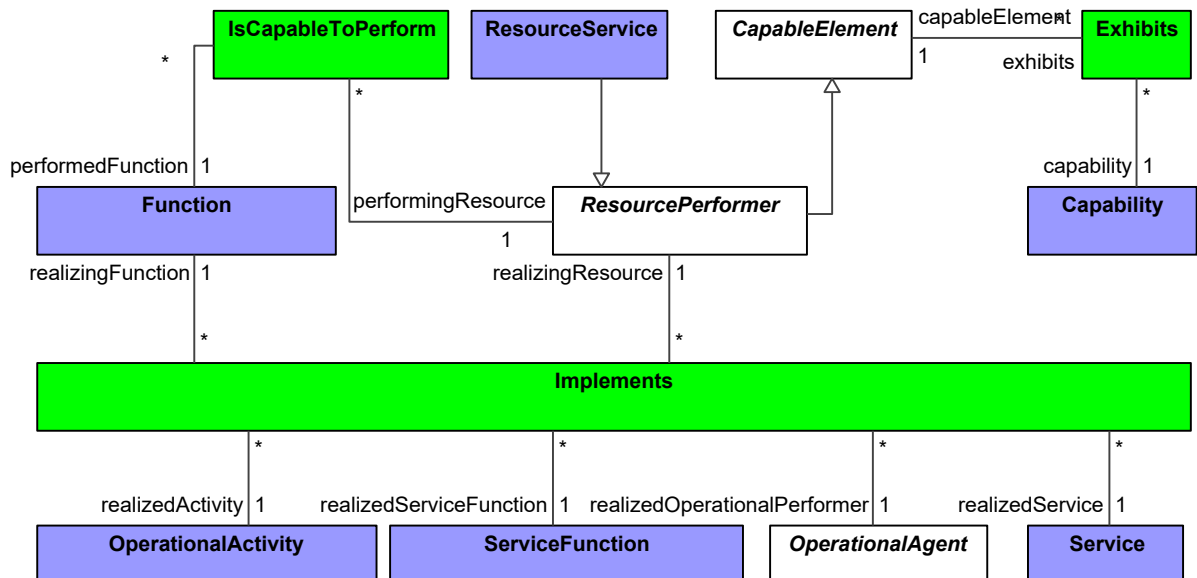 IsCapableToPerform
ResourceService
CapableElement
capableElement
*
Exhibits
*
*
1
exhibits
*
performedFunction 1
capability 1
Function
performingResource
ResourcePerformer
Capability
1
realizingFunction 1
realizingResource 1
*
*
Implements
*
*
*
*
realizedActivity 1
realizedServiceFunction 1
realizedOperationalPerformer 1
realizedService 1
OperationalActivity
ServiceFunction
OperationalAgent
Service